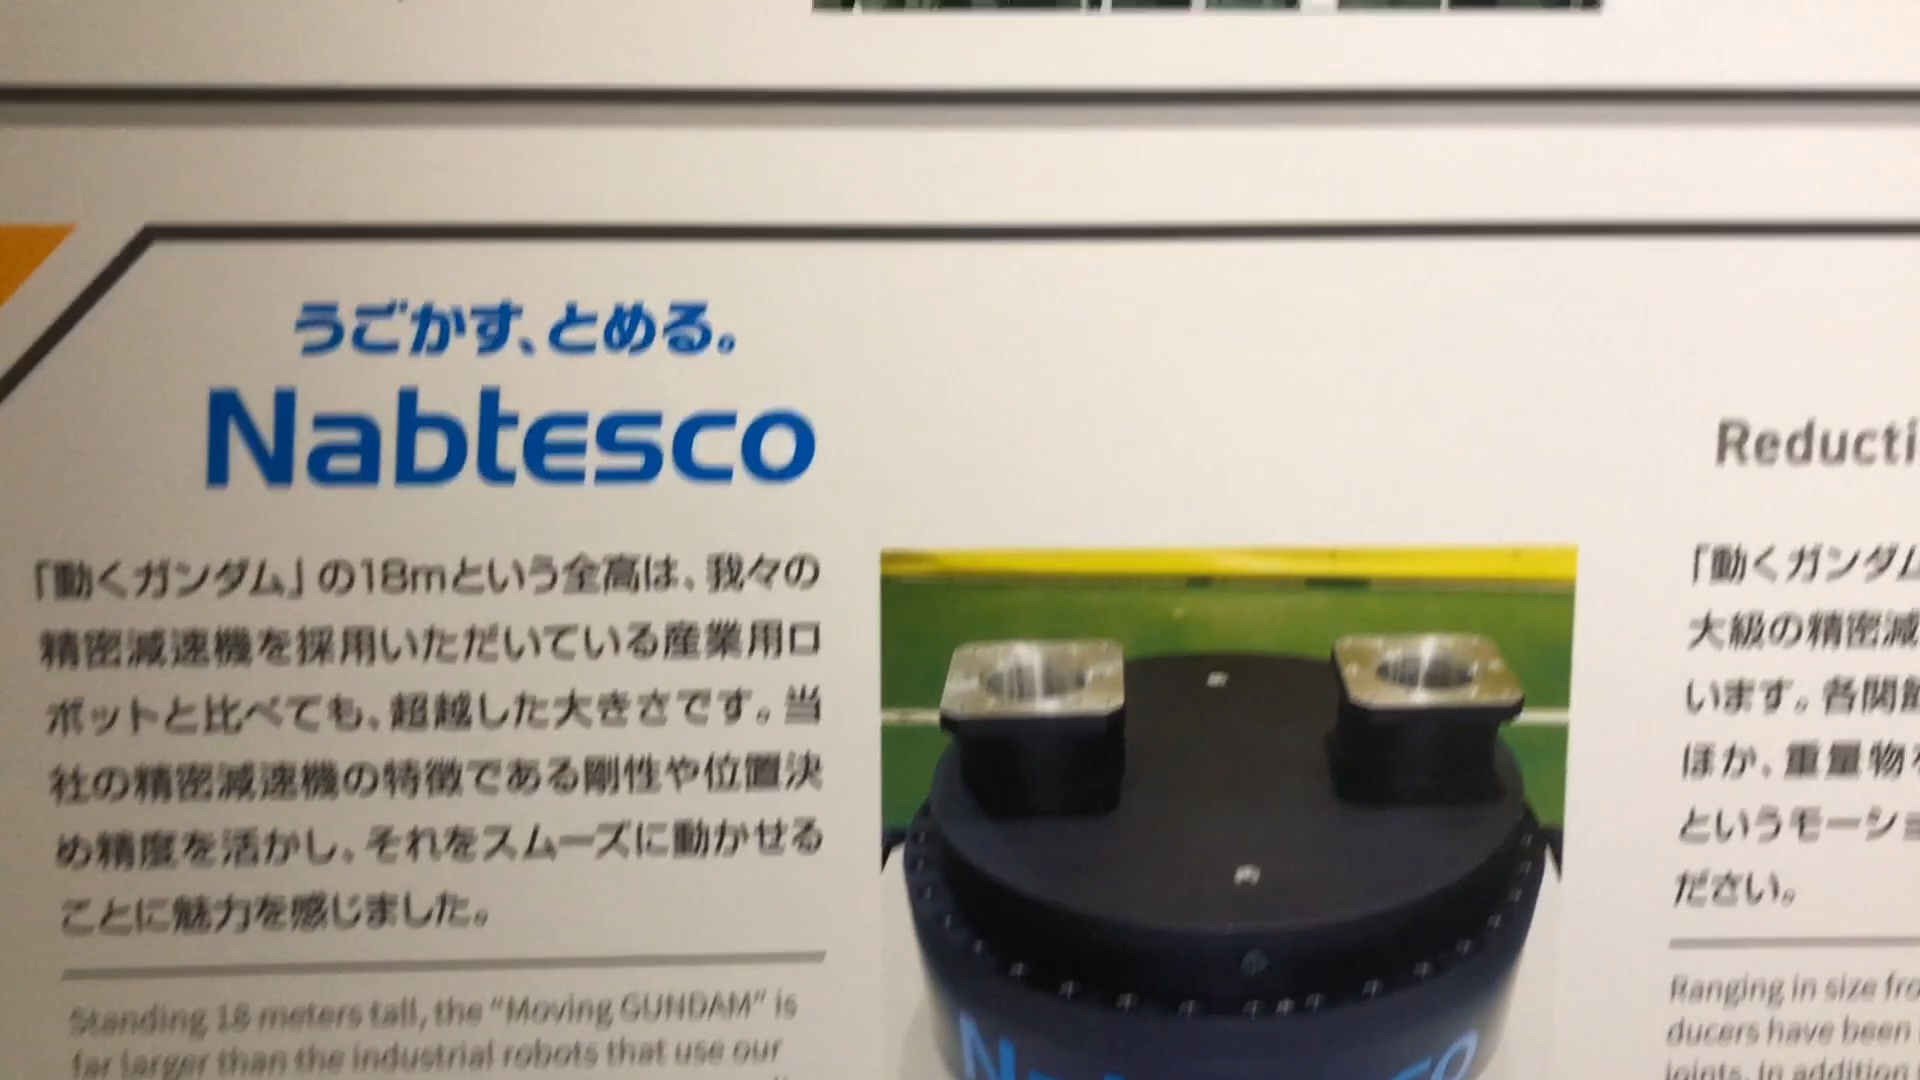 うごかす、とめる。
Nabtesco
「動くガンダム」の18mという全高は、我々の
精密減速機を採用いただいている産業用ロ
ボットと比べても、超越した大きさです。当
社の精密減速機の特徴である剛性や位置決
め精度を活かし、それをスムーズに動かせる
ことに魅力を感じました。
Standing 18 meters tall, the “Moving GUNDAM” is
far larger than the industrial robots that use our
Reducti
「動くガンダム
大級の精密減
います。各関節
ほか、重量物を
というモーショ
ださい。
Ranging in size fro
ducers have been
joints. In addition